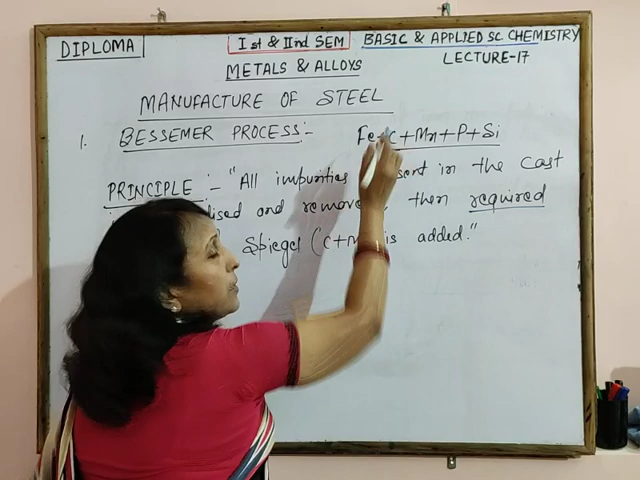 DIPLOMA
Ist & IInd SEM
BASIC & APPLIED SC CHEMISTRY
LECTURE-17
METALS & ALLOYS
MANUFACTURE OF STEEL
1. BESSEMER PROCESS:-
Fe+C+Mn+P+Si
PRINCIPLE:- "All impurities in the cast
and then required
Spiegel (C+M is added."